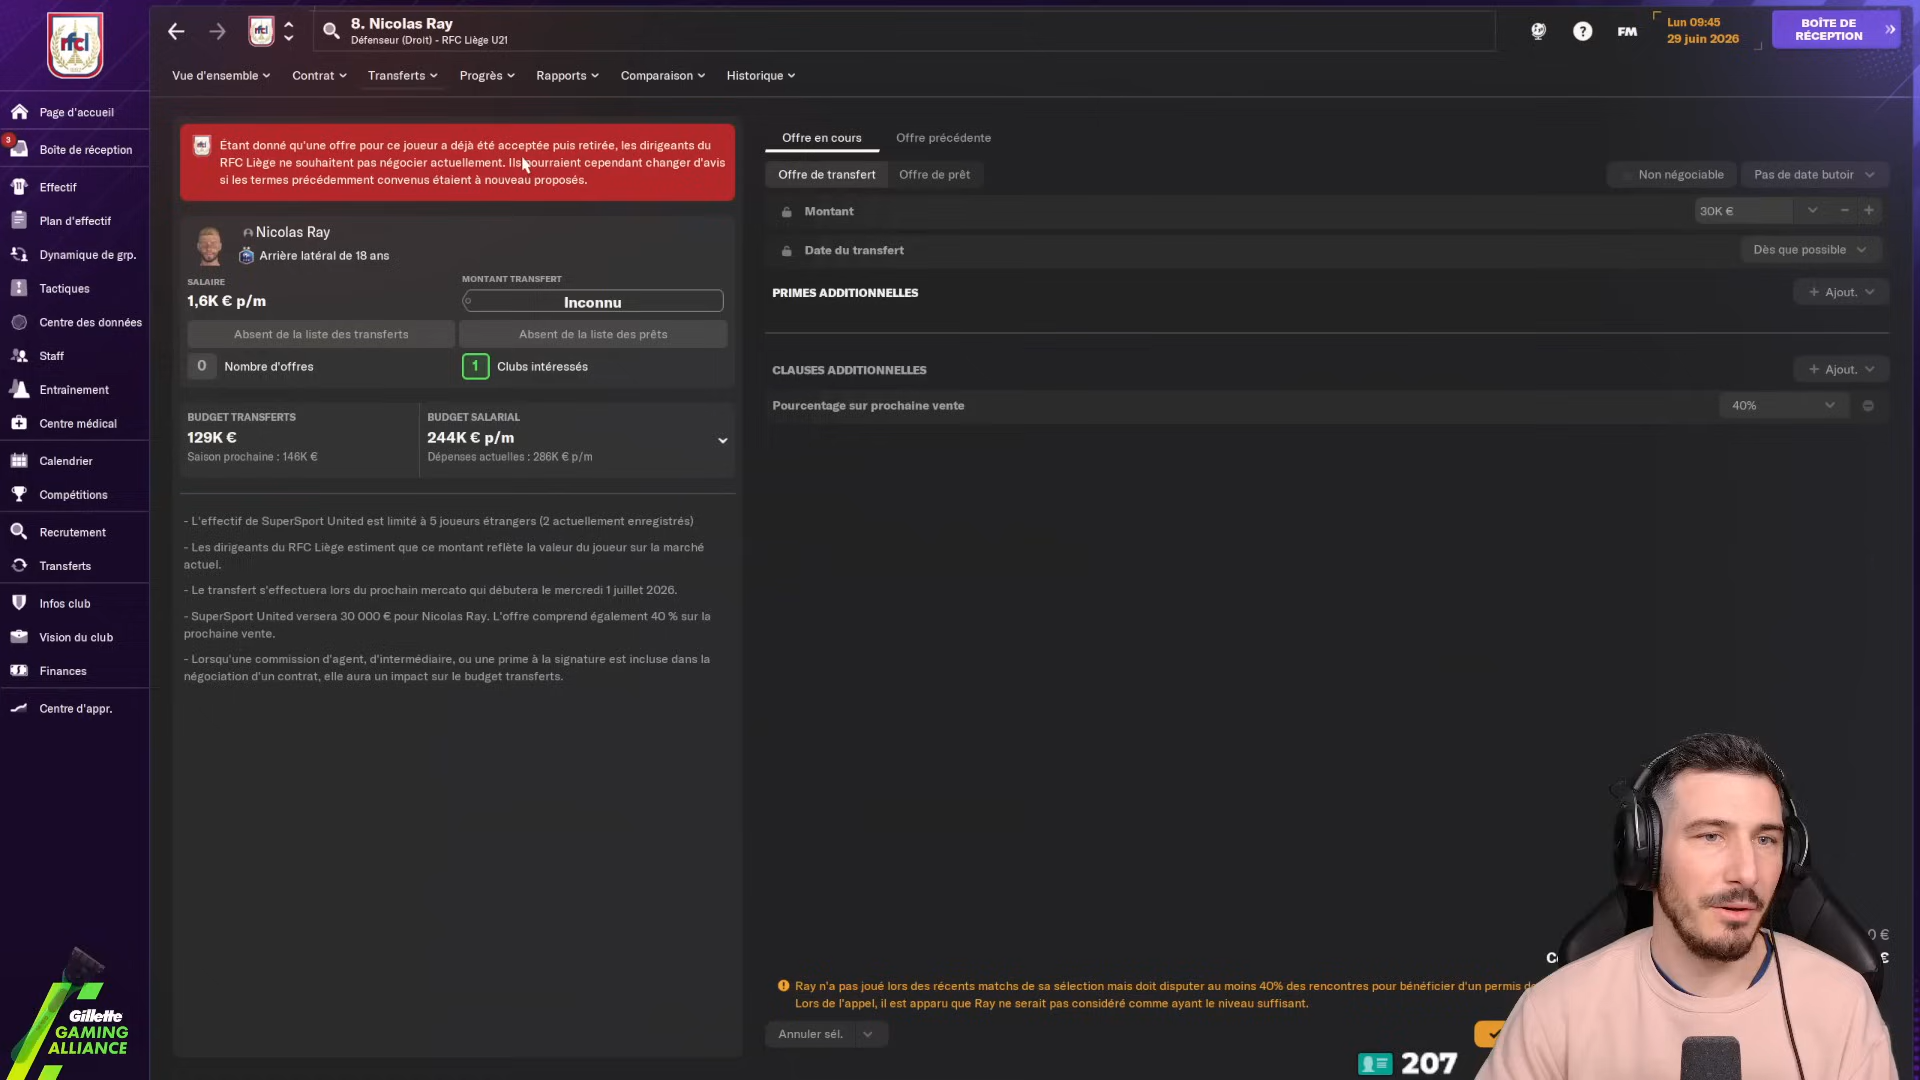 8. Nicolas Ray
Défenseur (Droit) - RFC Liège U21
FM
Lun 09:45
29 juin 2026
BOÎTE DE
RÉCEPTION
Vue d'ensemble
Contrat
Transferts
Progrès
Rapports
Comparaison
Historique
Page d'accueil
3
Boîte de réception
Effectif
Plan d'effectif
Dynamique de grp.
Tactiques
Centre des données
Staff
Entraînement
Centre médical
Calendrier
Compétitions
Recrutement
Transferts
Infos club
Vision du club
Finances
Centre d'appr.
Étant donné qu'une offre pour ce joueur a déjà été acceptée puis retirée, les dirigeants du
RFC Liège ne souhaitent pas négocier actuellement. Ils pourraient cependant changer d'avis
si les termes précédemment convenus étaient à nouveau proposés.
Nicolas Ray
Arrière latéral de 18 ans
SALAIRE
1,6K € p/m
MONTANT TRANSFERT
Inconnu
Absent de la liste des transferts
Absent de la liste des prêts
0 Nombre d'offres
1 Clubs intéressés
BUDGET TRANSFERTS
129K €
Saison prochaine : 146K €
BUDGET SALARIAL
244K € p/m
Dépenses actuelles : 286K € p/m
- L'effectif de SuperSport United est limité à 5 joueurs étrangers (2 actuellement enregistrés)
- Les dirigeants du RFC Liège estiment que ce montant reflète la valeur du joueur sur la marché
actuel.
- Le transfert s'effectuera lors du prochain mercato qui débutera le mercredi 1 juillet 2026.
- SuperSport United versera 30 000 € pour Nicolas Ray. L'offre comprend également 40 % sur la
prochaine vente.
- Lorsqu'une commission d'agent, d'intermédiaire, ou une prime à la signature est incluse dans la
négociation d'un contrat, elle aura un impact sur le budget transferts.
Offre en cours
Offre précédente
Offre de transfert
Offre de prêt
Non négociable
Pas de date butoir
Montant
30K €
Date du transfert
Dès que possible
PRIMES ADDITIONNELLES
+ Ajout.
CLAUSES ADDITIONNELLES
+ Ajout.
Pourcentage sur prochaine vente
40%
0 €
€
Ray n'a pas joué lors des récents matchs de sa sélection mais doit disputer au moins 40% des rencontres pour bénéficier d'un permis
Lors de l'appel, il est apparu que Ray ne serait pas considéré comme ayant le niveau suffisant.
Annuler sél.
207
Gillette
GAMING
ALLIANCE